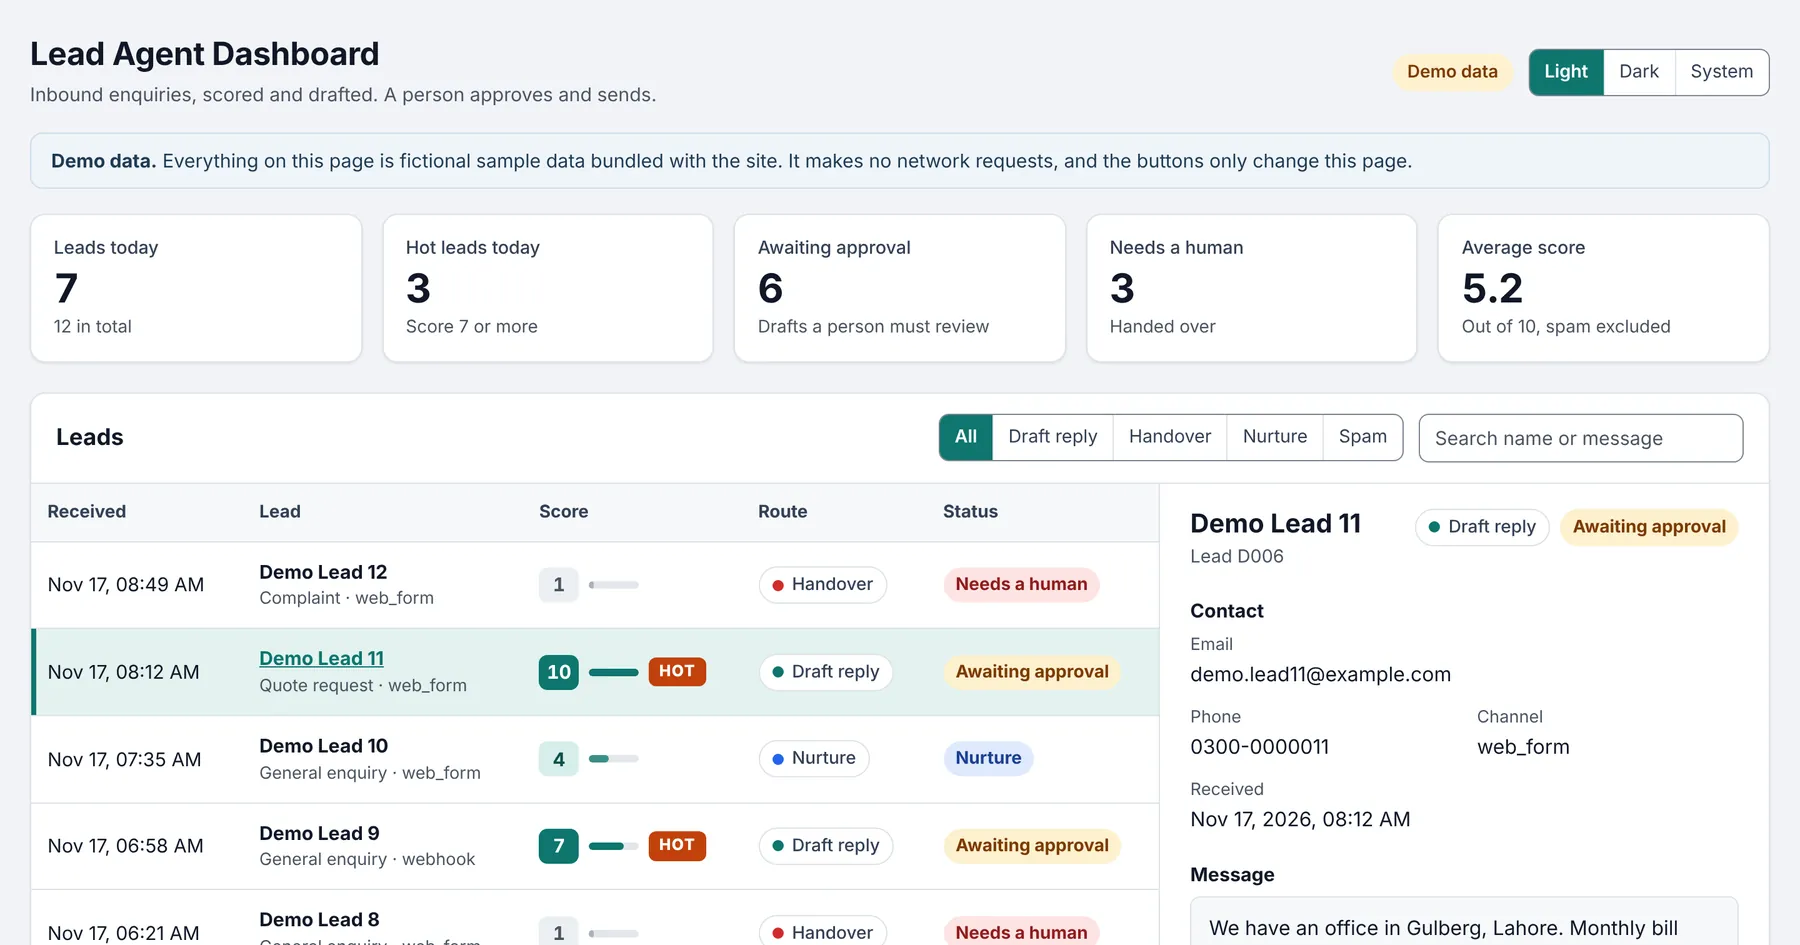 Lead Agent Dashboard
Inbound enquiries, scored and drafted. A person approves and sends.
Demo data
Light Dark System
Demo data. Everything on this page is fictional sample data bundled with the site. It makes no network requests, and the buttons only change this page.
Leads today
7
12 in total
Hot leads today
3
Score 7 or more
Awaiting approval
6
Drafts a person must review
Needs a human
3
Handed over
Average score
5.2
Out of 10, spam excluded
Leads
All Draft reply Handover Nurture Spam
Search name or message
Received Lead Score Route Status
Nov 17, 08:49 AM Demo Lead 12 1 Handover Needs a human
Complaint · web_form
Nov 17, 08:12 AM Demo Lead 11 10 HOT Draft reply Awaiting approval
Quote request · web_form
Nov 17, 07:35 AM Demo Lead 10 4 Nurture Nurture
General enquiry · web_form
Nov 17, 06:58 AM Demo Lead 9 7 HOT Draft reply Awaiting approval
General enquiry · webhook
Nov 17, 06:21 AM Demo Lead 8 1 Handover Needs a human
General enquiry · web_form
Demo Lead 11 Draft reply Awaiting approval
Lead D006
Contact
Email
demo.lead11@example.com
Phone Channel
0300-0000011 web_form
Received
Nov 17, 2026, 08:12 AM
Message
We have an office in Gulberg, Lahore. Monthly bill